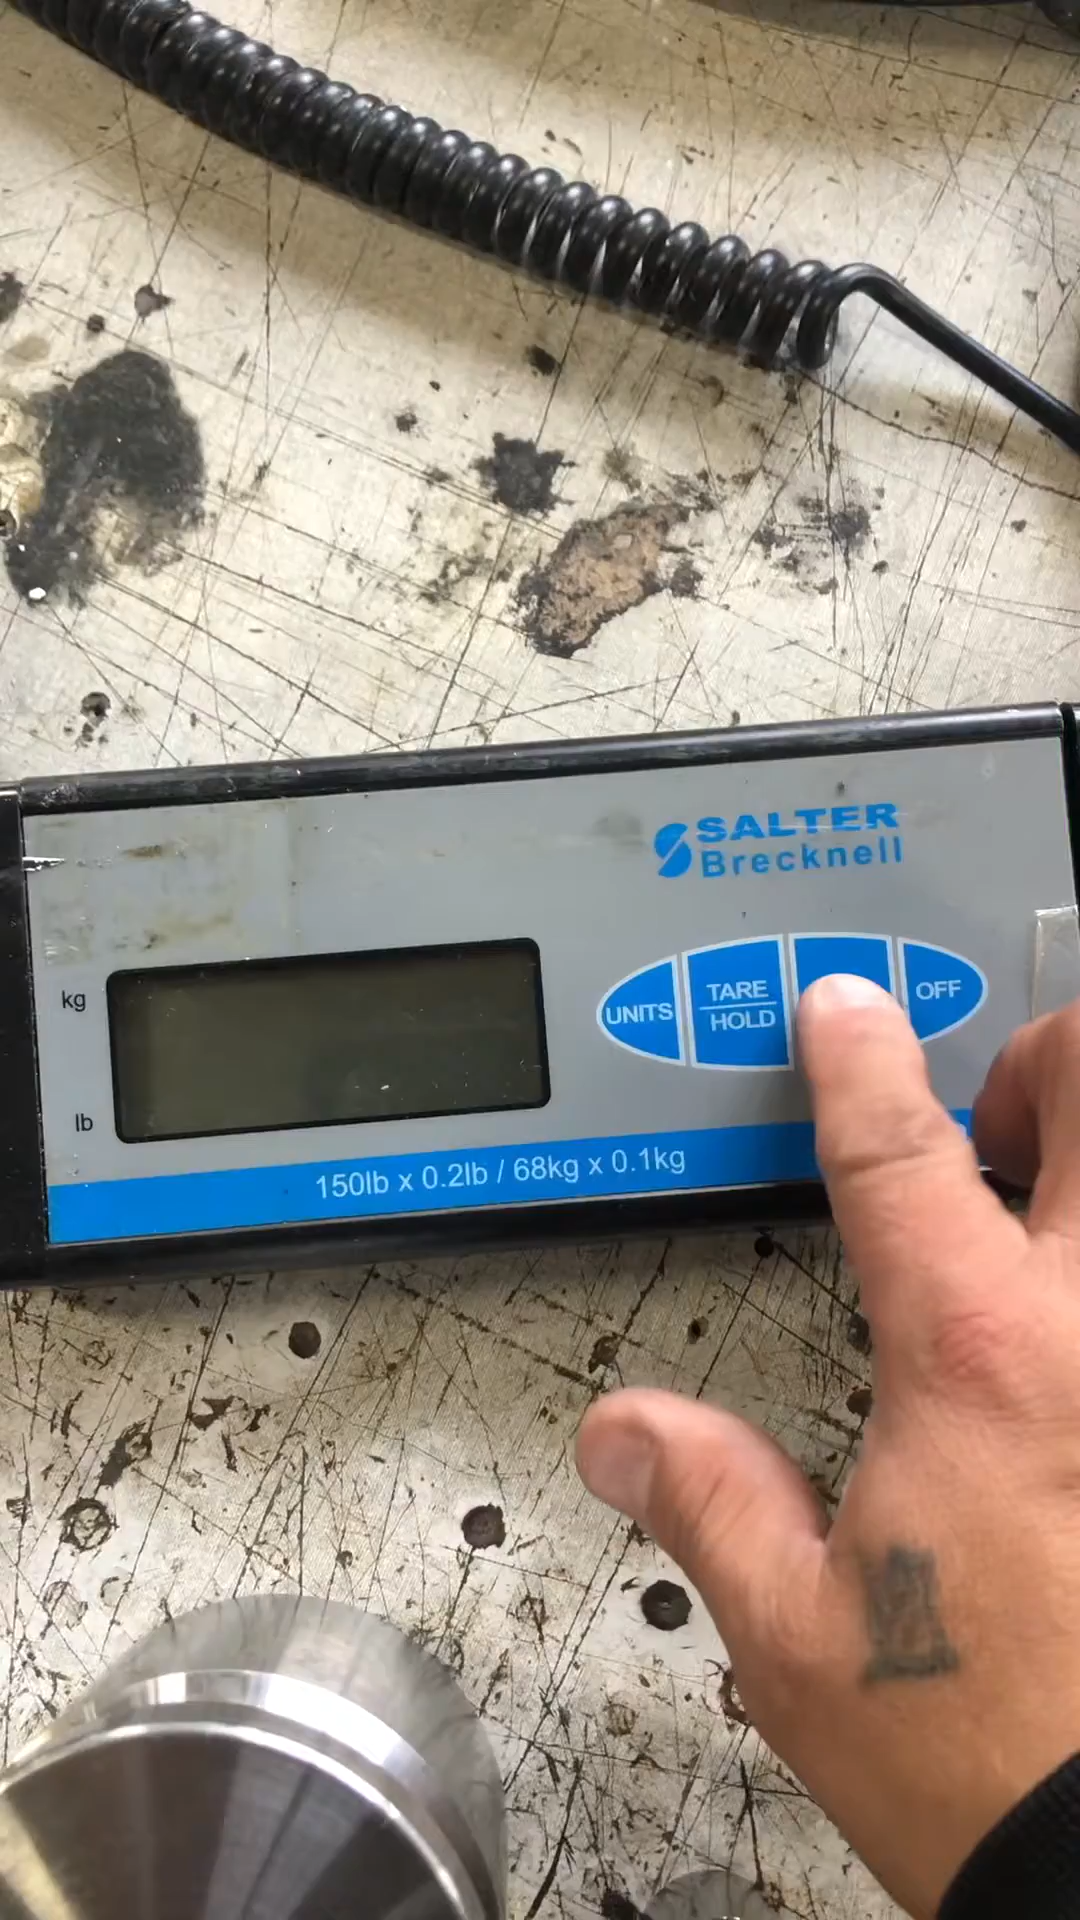 SALTER
Brecknell
kg
lb
UNITS
TARE
HOLD
OFF
150lb x 0.2lb / 68kg x 0.1kg